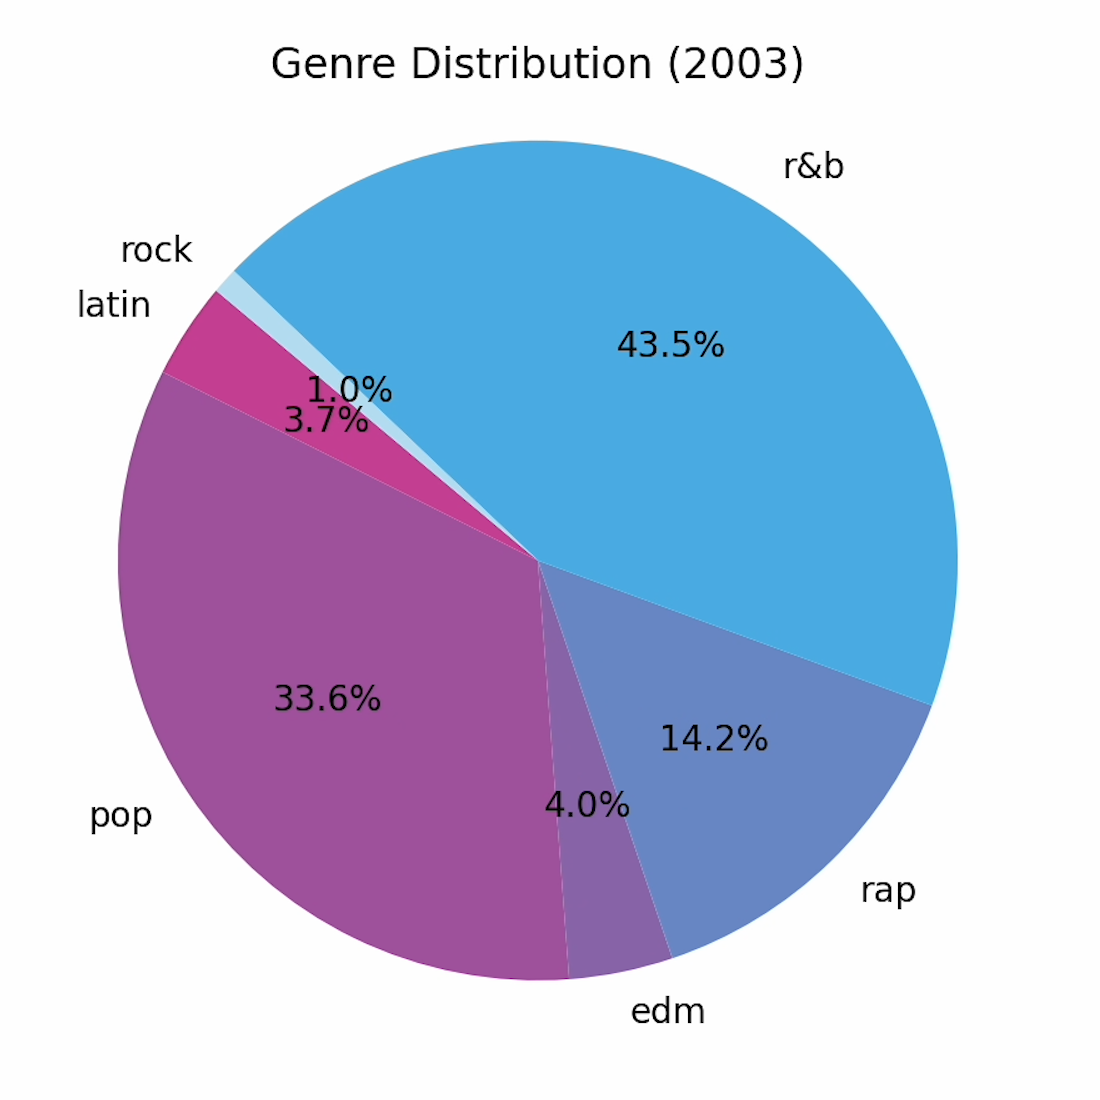 Genre Distribution (2003)
r&b
rock
latin
43.5%
1.0%
3.7%
33.6%
14.2%
4.0%
pop
rap
edm